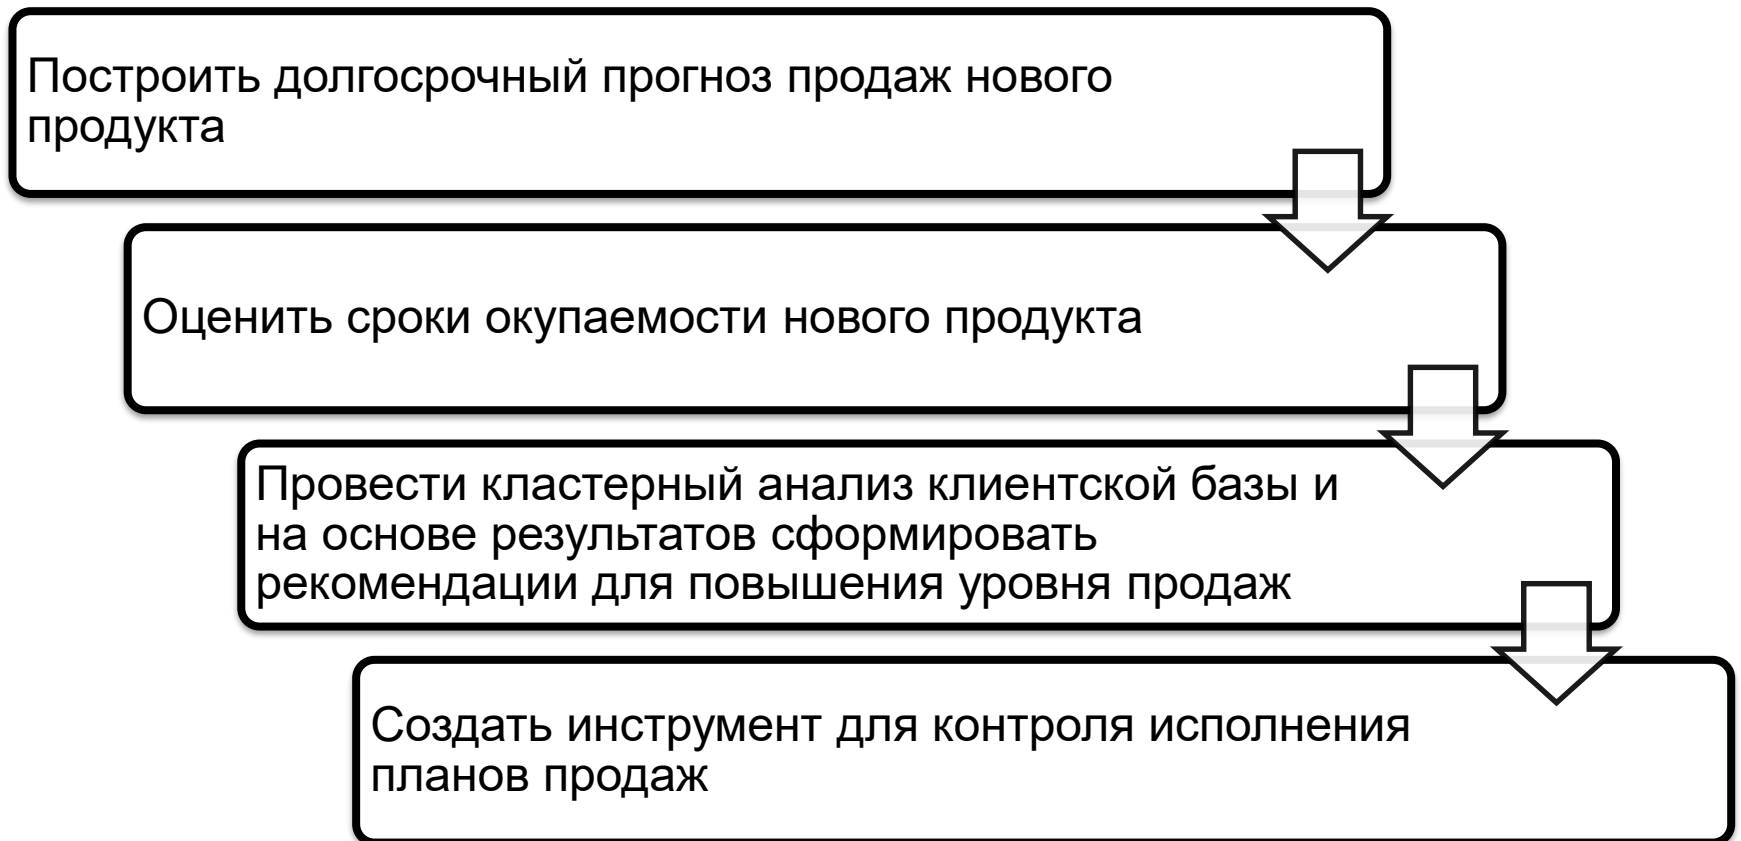 Построить долгосрочный прогноз продаж нового
продукта
Оценить сроки окупаемости нового продукта
Провести кластерный анализ клиентской базы и
на основе результатов сформировать
рекомендации для повышения уровня продаж
Создать инструмент для контроля исполнения
планов продаж